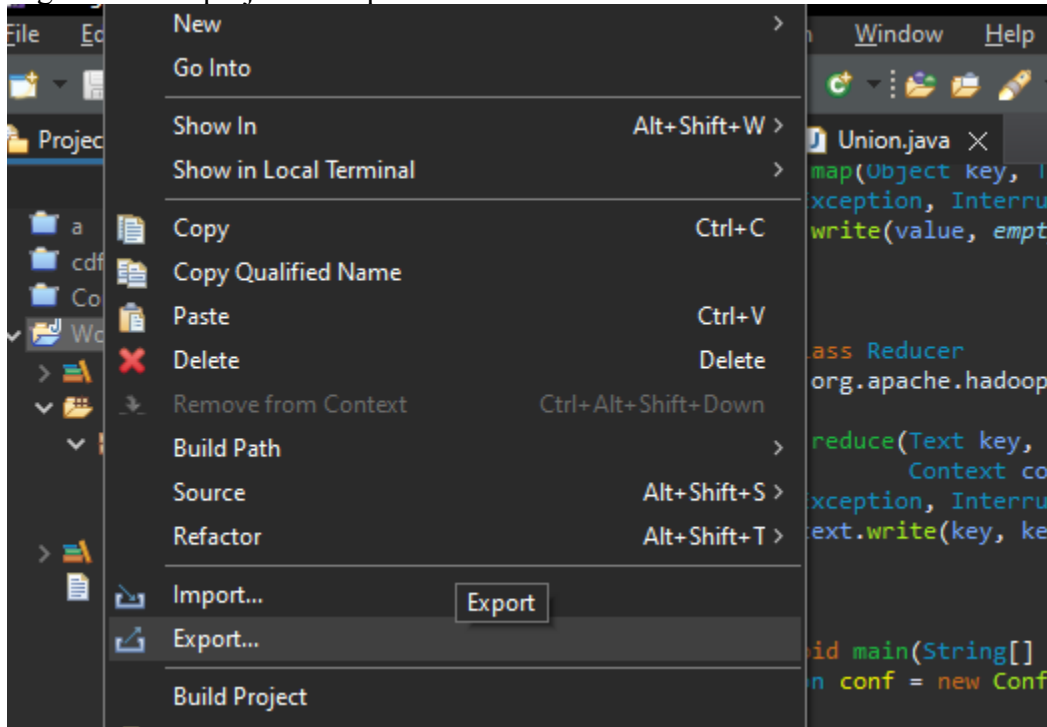 File
New
Window
Help
Go Into
Show In Alt+Shift+W
Show in Local Terminal
Copy Ctrl+C
Copy Qualified Name
Paste Ctrl+V
Delete Delete
Remove from Context Ctrl+Alt+Shift+Down
Build Path
Source Alt+Shift+S
Refactor Alt+Shift+T
Import...
Export
Export...
Build Project
Projec
a
cdf
Co
Union.java
map(Object key, T
xception, Interru
write(value, empt
ass Reducer
org.apache.hadoop
reduce(Text key,
Context co
xception, Interru
ext.write(key, ke
id main(String[]
n conf = new Conf